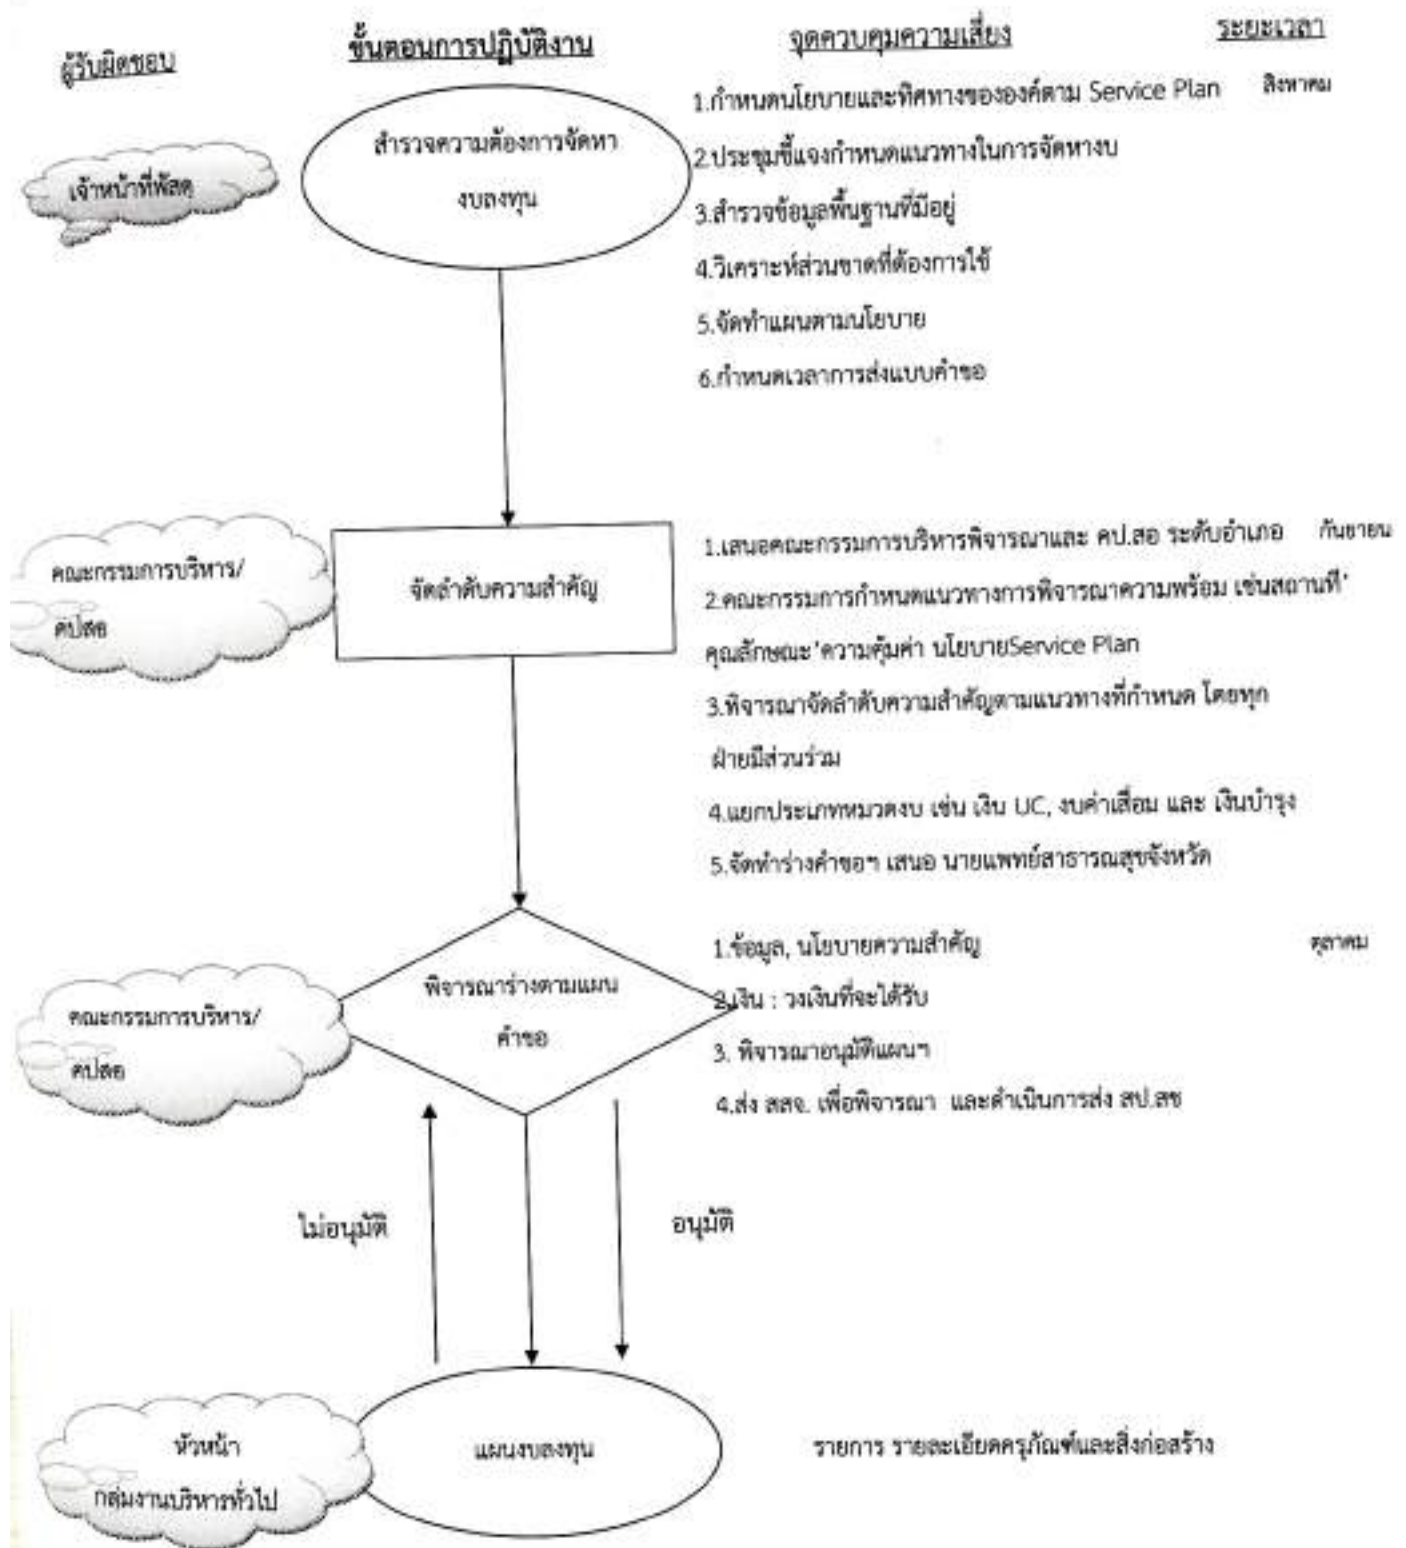 ผู้รับผิดชอบ
ขั้นตอนการปฏิบัติงาน
จุดควบคุมความเสี่ยง
ระยะเวลา
เจ้าหน้าที่พัสดุ
สำรวจความต้องการจัดหา
งบลงทุน
1.กำหนดนโยบายและทิศทางขององค์ตาม Service Plan
สิงหาคม
2.ประชุมชี้แจงกำหนดแนวทางในการจัดหางบ
3.สำรวจข้อมูลพื้นฐานที่มีอยู่
4.วิเคราะห์ส่วนขาดที่ต้องการใช้
5.จัดทำแผนตามนโยบาย
6.กำหนดเวลาการส่งแบบคำขอ
คณะกรรมการบริหาร/
คปสอ
จัดลำดับความสำคัญ
1.เสนอคณะกรรมการบริหารพิจารณาและ คป.สอ ระดับอำเภอ
กันยายน
2.คณะกรรมการกำหนดแนวทางการพิจารณาความพร้อม เช่นสถานที่'
คุณลักษณะ'ความคุ้มค่า นโยบายService Plan
3.พิจารณาจัดลำดับความสำคัญตามแนวทางที่กำหนด โดยทุก
ฝ่ายมีส่วนร่วม
4.แยกประเภทหมวดงบ เช่น เงิน UC, งบค่าเสื่อม และ เงินบำรุง
5.จัดทำร่างคำขอฯ เสนอ นายแพทย์สาธารณสุขจังหวัด
คณะกรรมการบริหาร/
คปสอ
พิจารณาร่างตามแผน
คำขอ
1.ข้อมูล, นโยบายความสำคัญ
ตุลาคม
2.เงิน : วงเงินที่จะได้รับ
3. พิจารณาอนุมัติแผนฯ
4.ส่ง สสจ. เพื่อพิจารณา และดำเนินการส่ง สป.สช
ไม่อนุมัติ
อนุมัติ
หัวหน้า
กลุ่มงานบริหารทั่วไป
แผนงบลงทุน
รายการ รายละเอียดครุภัณฑ์และสิ่งก่อสร้าง